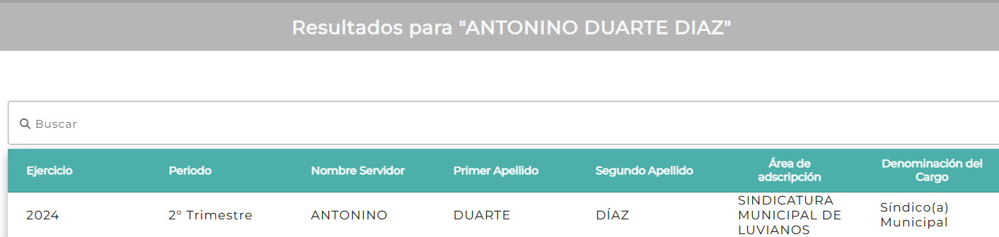 Resultados para "ANTONINO DUARTE DIAZ"
Buscar
Ejercicio Periodo Nombre Servidor Primer Apellido Segundo Apellido Área de adscripción Denominación del Cargo
2024 2° Trimestre ANTONINO DUARTE DÍAZ SINDICATURA MUNICIPAL DE LUVIANOS Síndico(a) Municipal